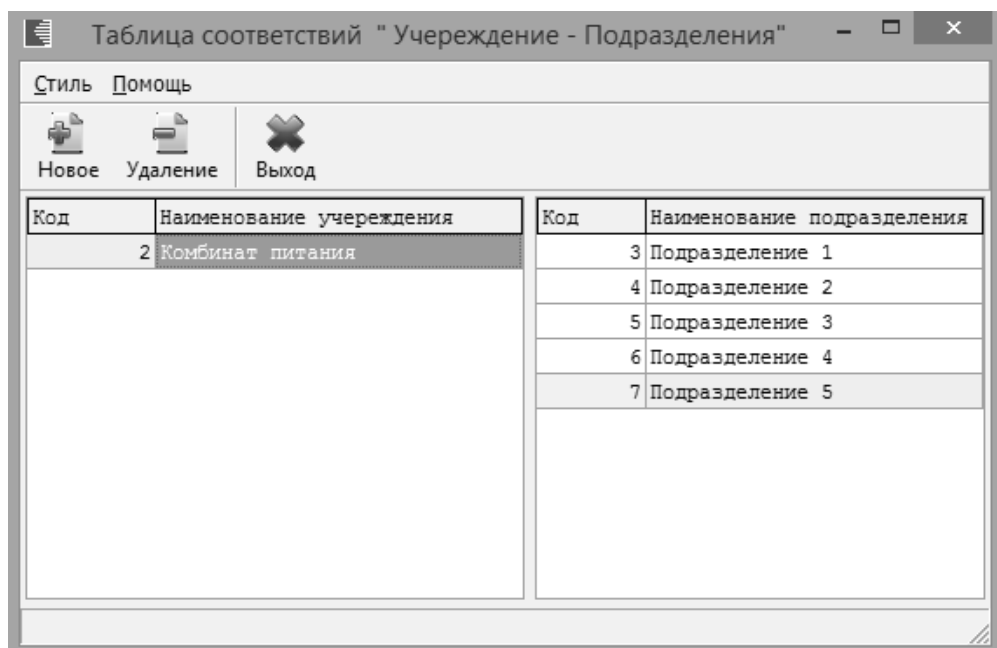 Таблица соответствий " Учереждение - Подразделения"
Стиль Помощь
Новое Удаление Выход
Код Наименование учереждения Код Наименование подразделения
2 Комбинат питания 3 Подразделение 1
4 Подразделение 2
5 Подразделение 3
6 Подразделение 4
7 Подразделение 5